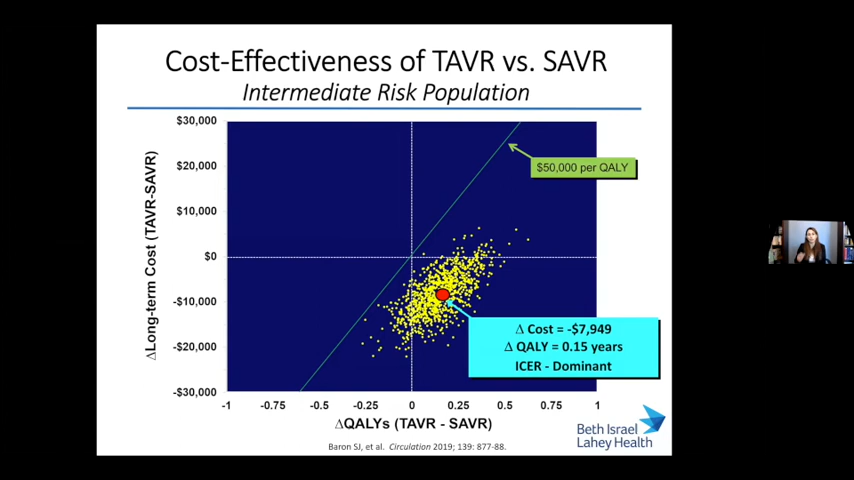 Cost-Effectiveness of TAVR vs. SAVR
Intermediate Risk Population
∆Long-term Cost (TAVR-SAVR)
$30,000
$20,000
$10,000
$0
-$10,000
-$20,000
-$30,000
$50,000 per QALY
∆ Cost = -$7,949
∆ QALY = 0.15 years
ICER - Dominant
-1 -0.75 -0.5 -0.25 0 0.25 0.5 0.75 1
∆QALYs (TAVR - SAVR)
Baron SJ, et al. Circulation 2019; 139: 877-88.
Beth Israel
Lahey Health